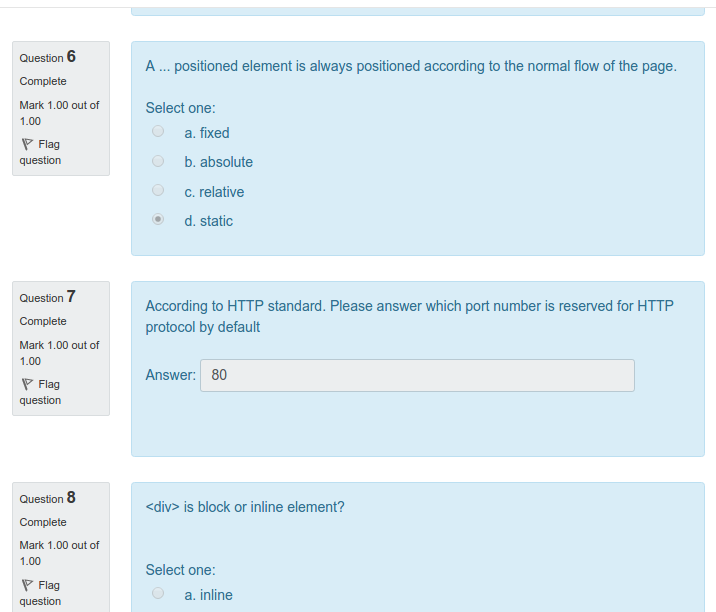 Question 6
Complete
Mark 1.00 out of
1.00
Flag
question
A ... positioned element is always positioned according to the normal flow of the page.
Select one:
a. fixed
b. absolute
c. relative
d. static
Question 7
Complete
Mark 1.00 out of
1.00
Flag
question
According to HTTP standard. Please answer which port number is reserved for HTTP
protocol by default
Answer: 80
Question 8
Complete
Mark 1.00 out of
1.00
Flag
question
<div> is block or inline element?
Select one:
a. inline